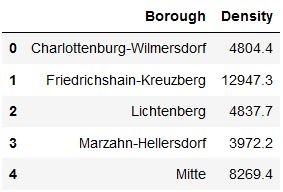 Borough Density
0 Charlottenburg-Wilmersdorf 4804.4
1 Friedrichshain-Kreuzberg 12947.3
2 Lichtenberg 4837.7
3 Marzahn-Hellersdorf 3972.2
4 Mitte 8269.4